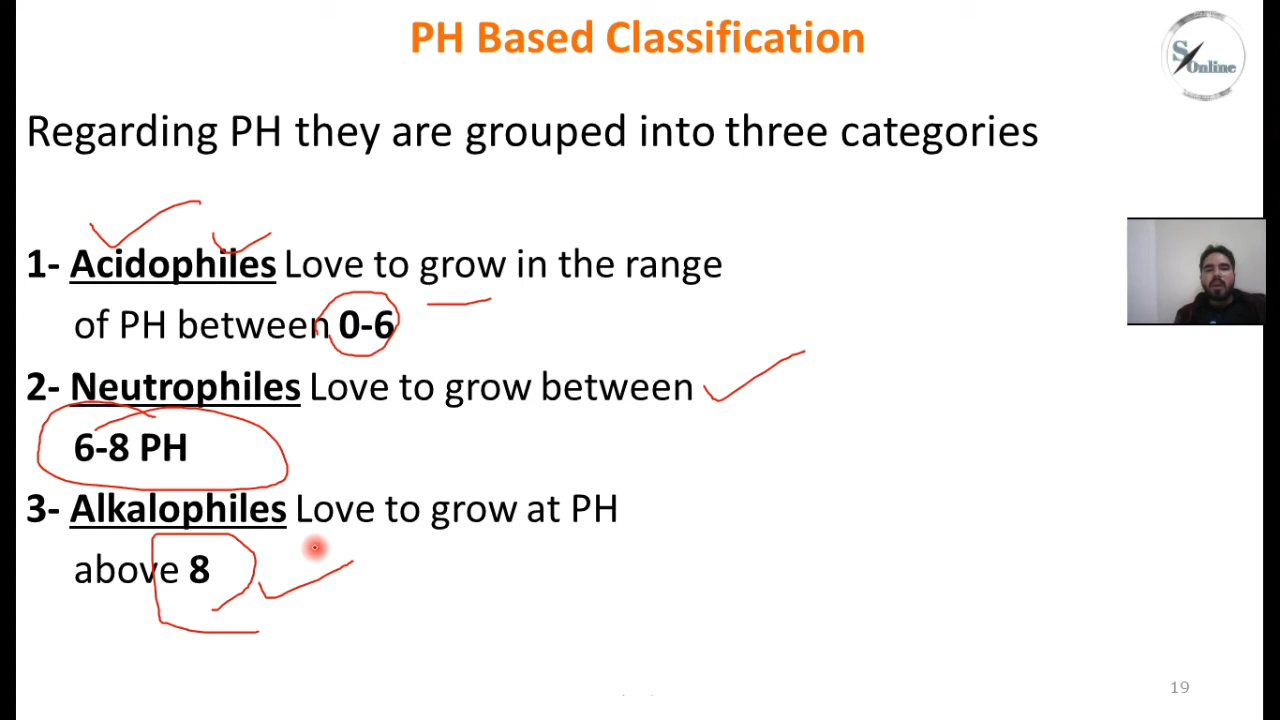 PH Based Classification
S Online
Regarding PH they are grouped into three categories
1- Acidophiles Love to grow in the range
of PH between 0-6
2- Neutrophiles Love to grow between
6-8 PH
3- Alkalophiles Love to grow at PH
above 8
19